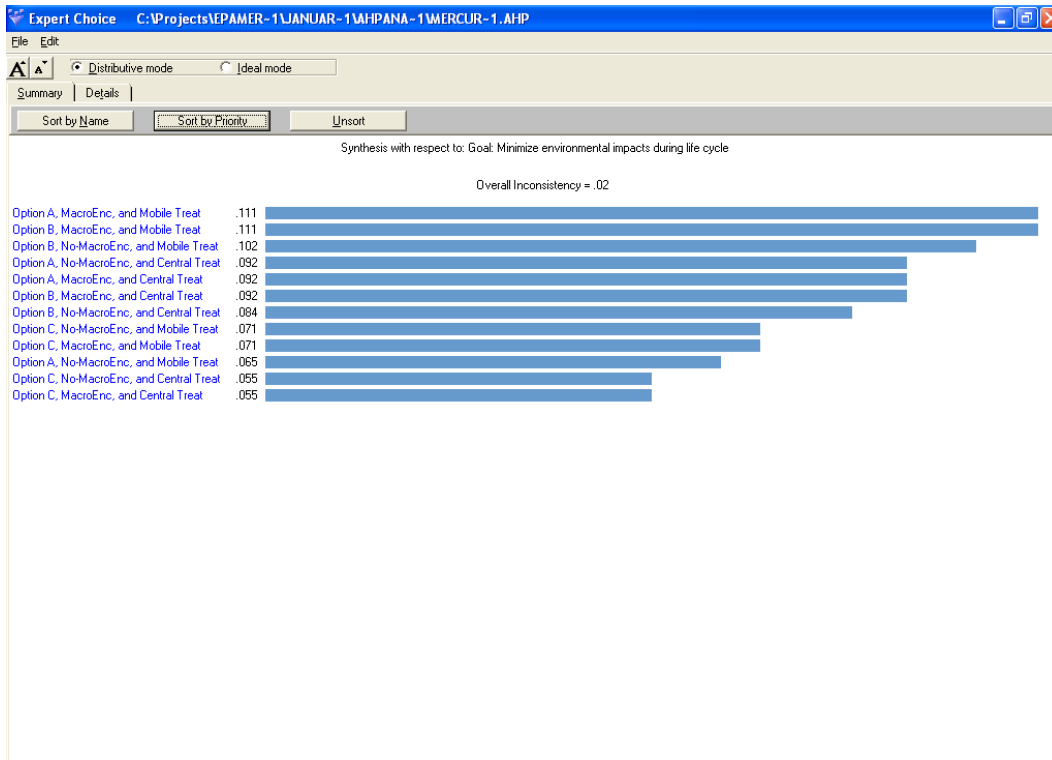 Expert Choice C:\Projects\EPAMER~1\JANUAR~1\AHPANA~1\MERCUR~1.AHP
File Edit
A A Distributive mode Ideal mode
Summary Details
Sort by Name Sort by Priority Unsort
Synthesis with respect to: Goal: Minimize environmental impacts during life cycle
Overall Inconsistency = .02
Option A, MacroEnc, and Mobile Treat .111
Option B, MacroEnc, and Mobile Treat .111
Option B, No-MacroEnc, and Mobile Treat .102
Option A, No-MacroEnc, and Central Treat .092
Option A, MacroEnc, and Central Treat .092
Option B, MacroEnc, and Central Treat .092
Option B, No-MacroEnc, and Central Treat .084
Option C, No-MacroEnc, and Mobile Treat .071
Option C, MacroEnc, and Mobile Treat .071
Option A, No-MacroEnc, and Mobile Treat .065
Option C, No-MacroEnc, and Central Treat .055
Option C, MacroEnc, and Central Treat .055